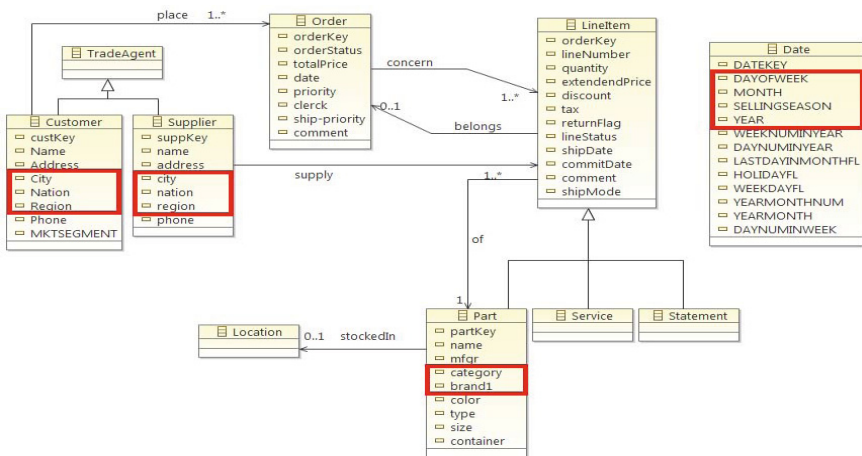 place 1..*
Order
orderKey
orderStatus
totalPrice
date
priority
clerck
ship-priority
comment
TradeAgent
Customer
custKey
Name
Address
City
Nation
Region
Phone
MKTSEGMENT
Supplier
suppKey
name
address
city
nation
region
phone
concern
1..*
0..1
belongs
supply
1..*
LineItem
orderKey
lineNumber
quantity
extendendPrice
discount
tax
returnFlag
lineStatus
shipDate
commitDate
comment
shipMode
Date
DATEKEY
DAYOFWEEK
MONTH
SELLINGSEASON
YEAR
WEEKNUMINYEAR
DAYNUMINYEAR
LASTDAYINMONTHFL
HOLIDAYFL
WEEKDAYFL
YEARMONTHNUM
YEARMONTH
DAYNUMINWEEK
of
1
Location
0..1 stockedIn
Part
partKey
name
mfgr
category
brand1
color
type
size
container
Service
Statement